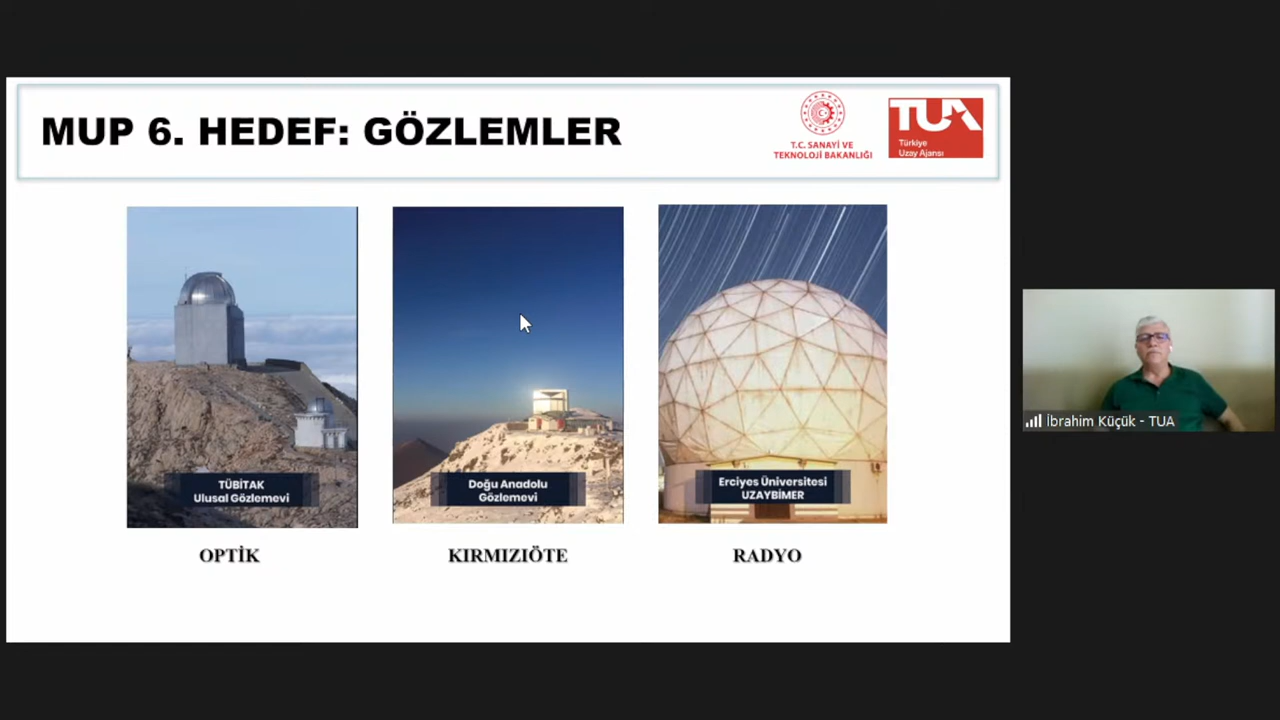 MUP 6. HEDEF: GÖZLEMLER
T.C. SANAYİ VE
TEKNOLOJİ BAKANLIĞI
TUA
Türkiye
Uzay Ajansı
TÜBİTAK
Ulusal Gözlemevi
Doğu Anadolu
Gözlemevi
Erciyes Üniversitesi
UZAYBİMER
OPTİK
KIRMIZIÖTE
RADYO
İbrahim Küçük - TUA